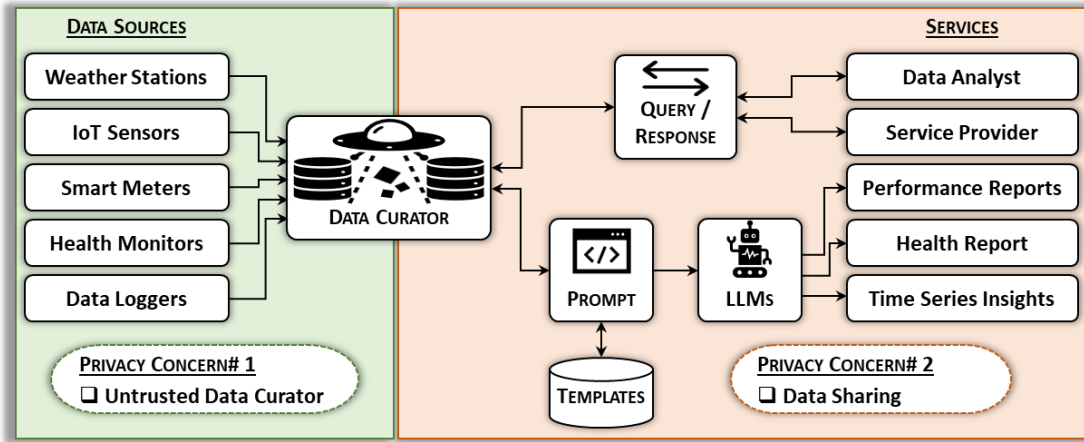 DATA SOURCES
Weather Stations
IoT Sensors
Smart Meters
Health Monitors
Data Loggers
DATA CURATOR
PRIVACY CONCERN# 1
❑ Untrusted Data Curator
SERVICES
QUERY /
RESPONSE
Data Analyst
Service Provider
Performance Reports
Health Report
Time Series Insights
</>
PROMPT
LLMS
TEMPLATES
PRIVACY CONCERN# 2
❑ Data Sharing